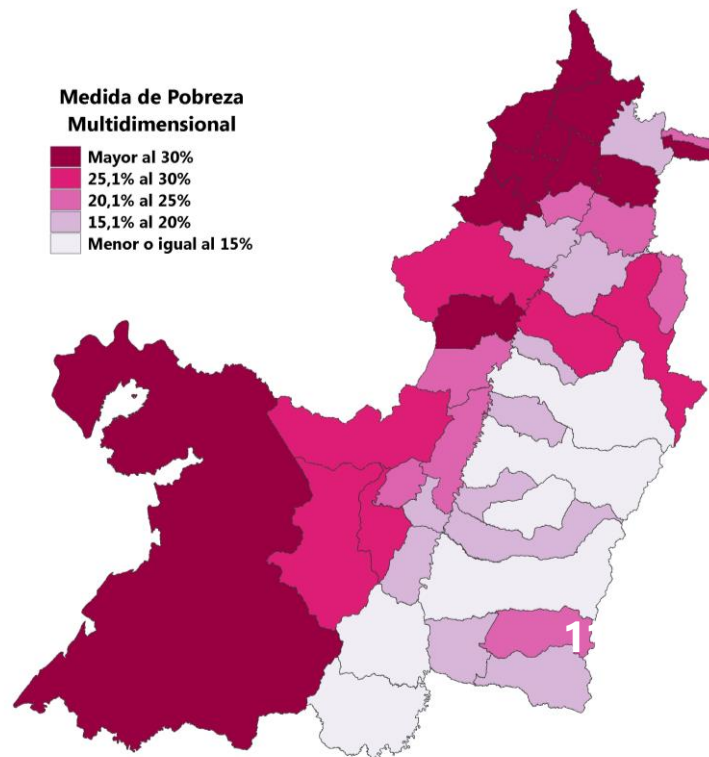 Medida de Pobreza
Multidimensional
Mayor al 30%
25,1% al 30%
20,1% al 25%
15,1% al 20%
Menor o igual al 15%